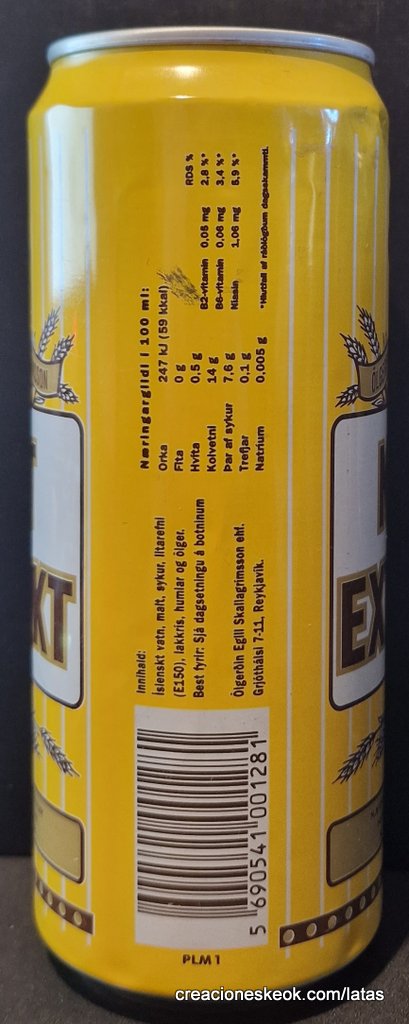 Næringargildi í 100 ml:
Orka 247 kJ (59 kkal)
Fita 0 g
Hvíta 0,5 g
Kolvetni 14 g
Þar af sykur 7,6 g
Trefjar 0,1 g
Natríum 0,005 g
RDS %
B2-vítamín 0,05 mg 2,8 %*
B6-vítamín 0,06 mg 3,4 %*
Níasín 1,06 mg 5,9 %*
*Hlutfall af ráðlögðum dagsskammti.
Innihald:
Íslenskt vatn, malt, sykur, litarefni
(E150), lakkrís, humlar og ölger.
Best fyrir: Sjá dagsetningu á botninum
Ölgerðin Egill Skallagrímsson ehf.
Grjóthálsi 7-11, Reykjavík.
5 690541 001281
PLM 1
KT
EX
creacioneskeok.com/latas